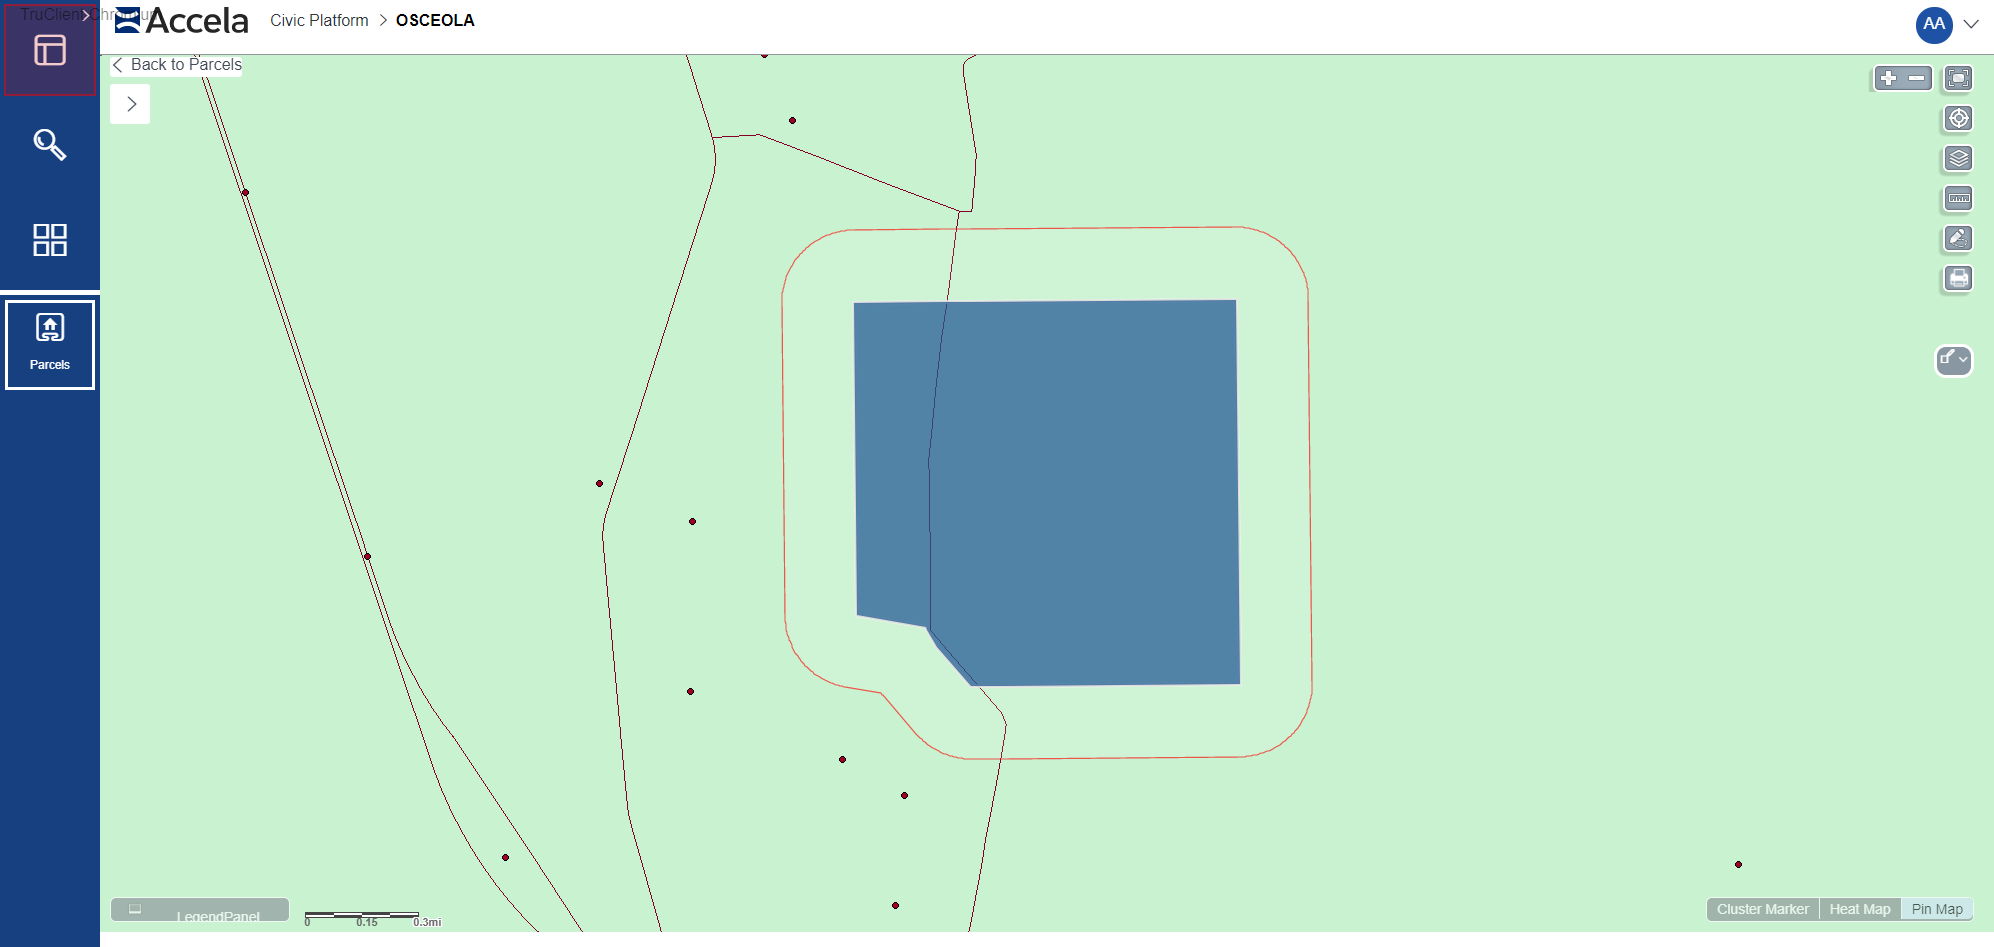 TruClient Chromium
Accela
Civic Platform > OSCEOLA
AA
< Back to Parcels
Parcels
LegendPanel
0 0.15 0.3mi
Cluster Marker Heat Map Pin Map